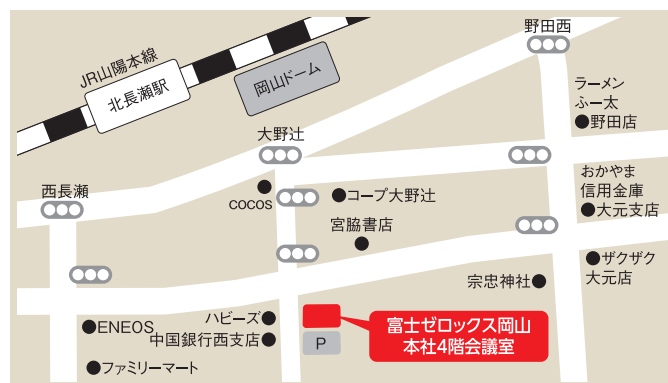 野田西
JR山陽本線
北長瀬駅
岡山ドーム
ラーメン
ふー太
●野田店
大野辻
西長瀬
cocos
コープ大野辻
おかやま
信用金庫
●大元支店
宮脇書店
ザクザク
大元店
宗忠神社
ハビーズ
中国銀行西支店
ENEOS
ファミリーマート
P
富士ゼロックス岡山
本社4階会議室